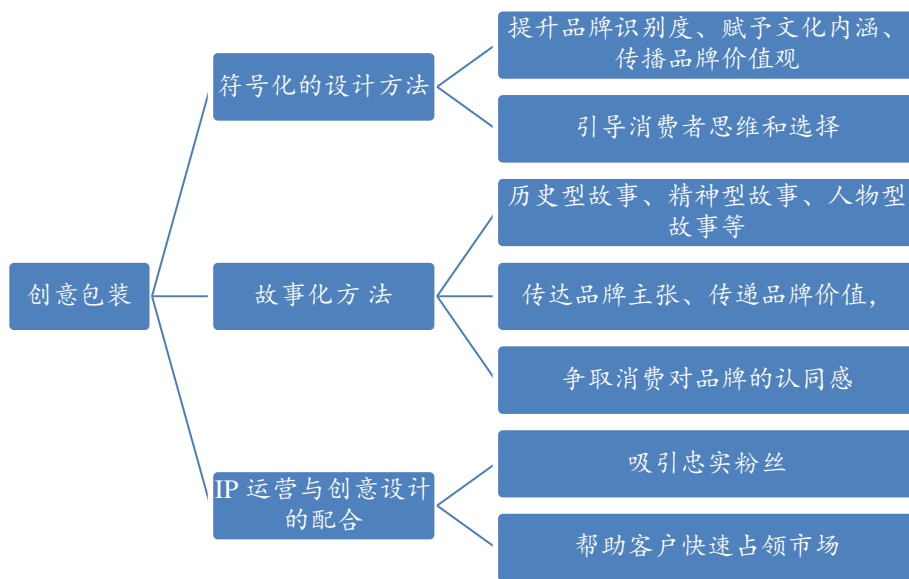 创意包装
符号化的设计方法
提升品牌识别度、赋予文化内涵、
传播品牌价值观
引导消费者思维和选择
故事化方 法
历史型故事、精神型故事、人物型
故事等
传达品牌主张、传递品牌价值，
争取消费对品牌的认同感
IP 运营与创意设计
的配合
吸引忠实粉丝
帮助客户快速占领市场